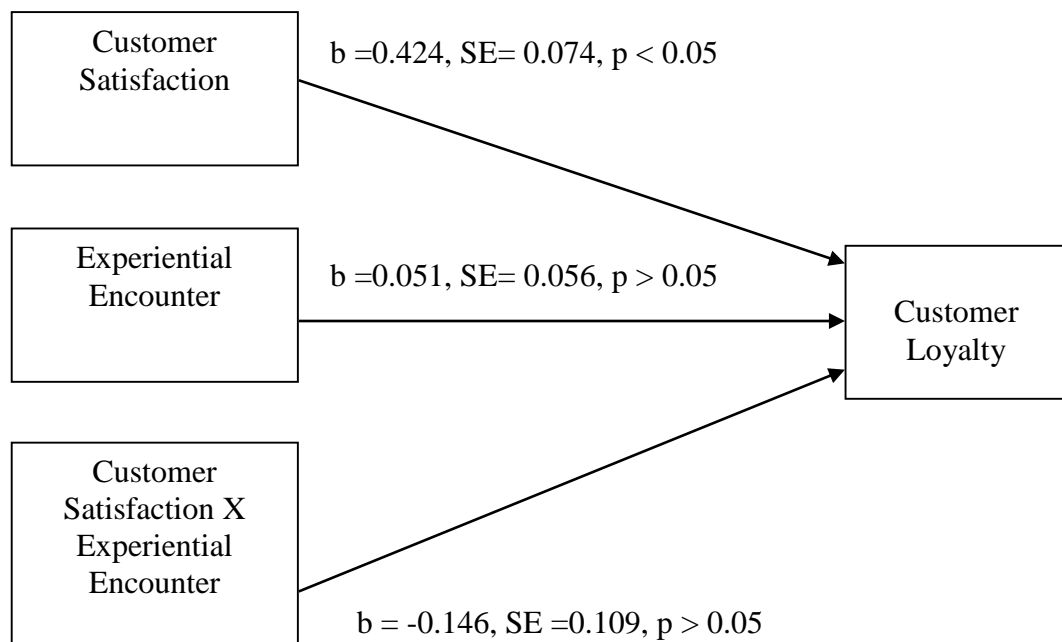 Customer
Satisfaction
b =0.424, SE= 0.074, p < 0.05
Experiential
Encounter
b =0.051, SE= 0.056, p > 0.05
Customer
Loyalty
Customer
Satisfaction X
Experiential
Encounter
b = -0.146, SE =0.109, p > 0.05